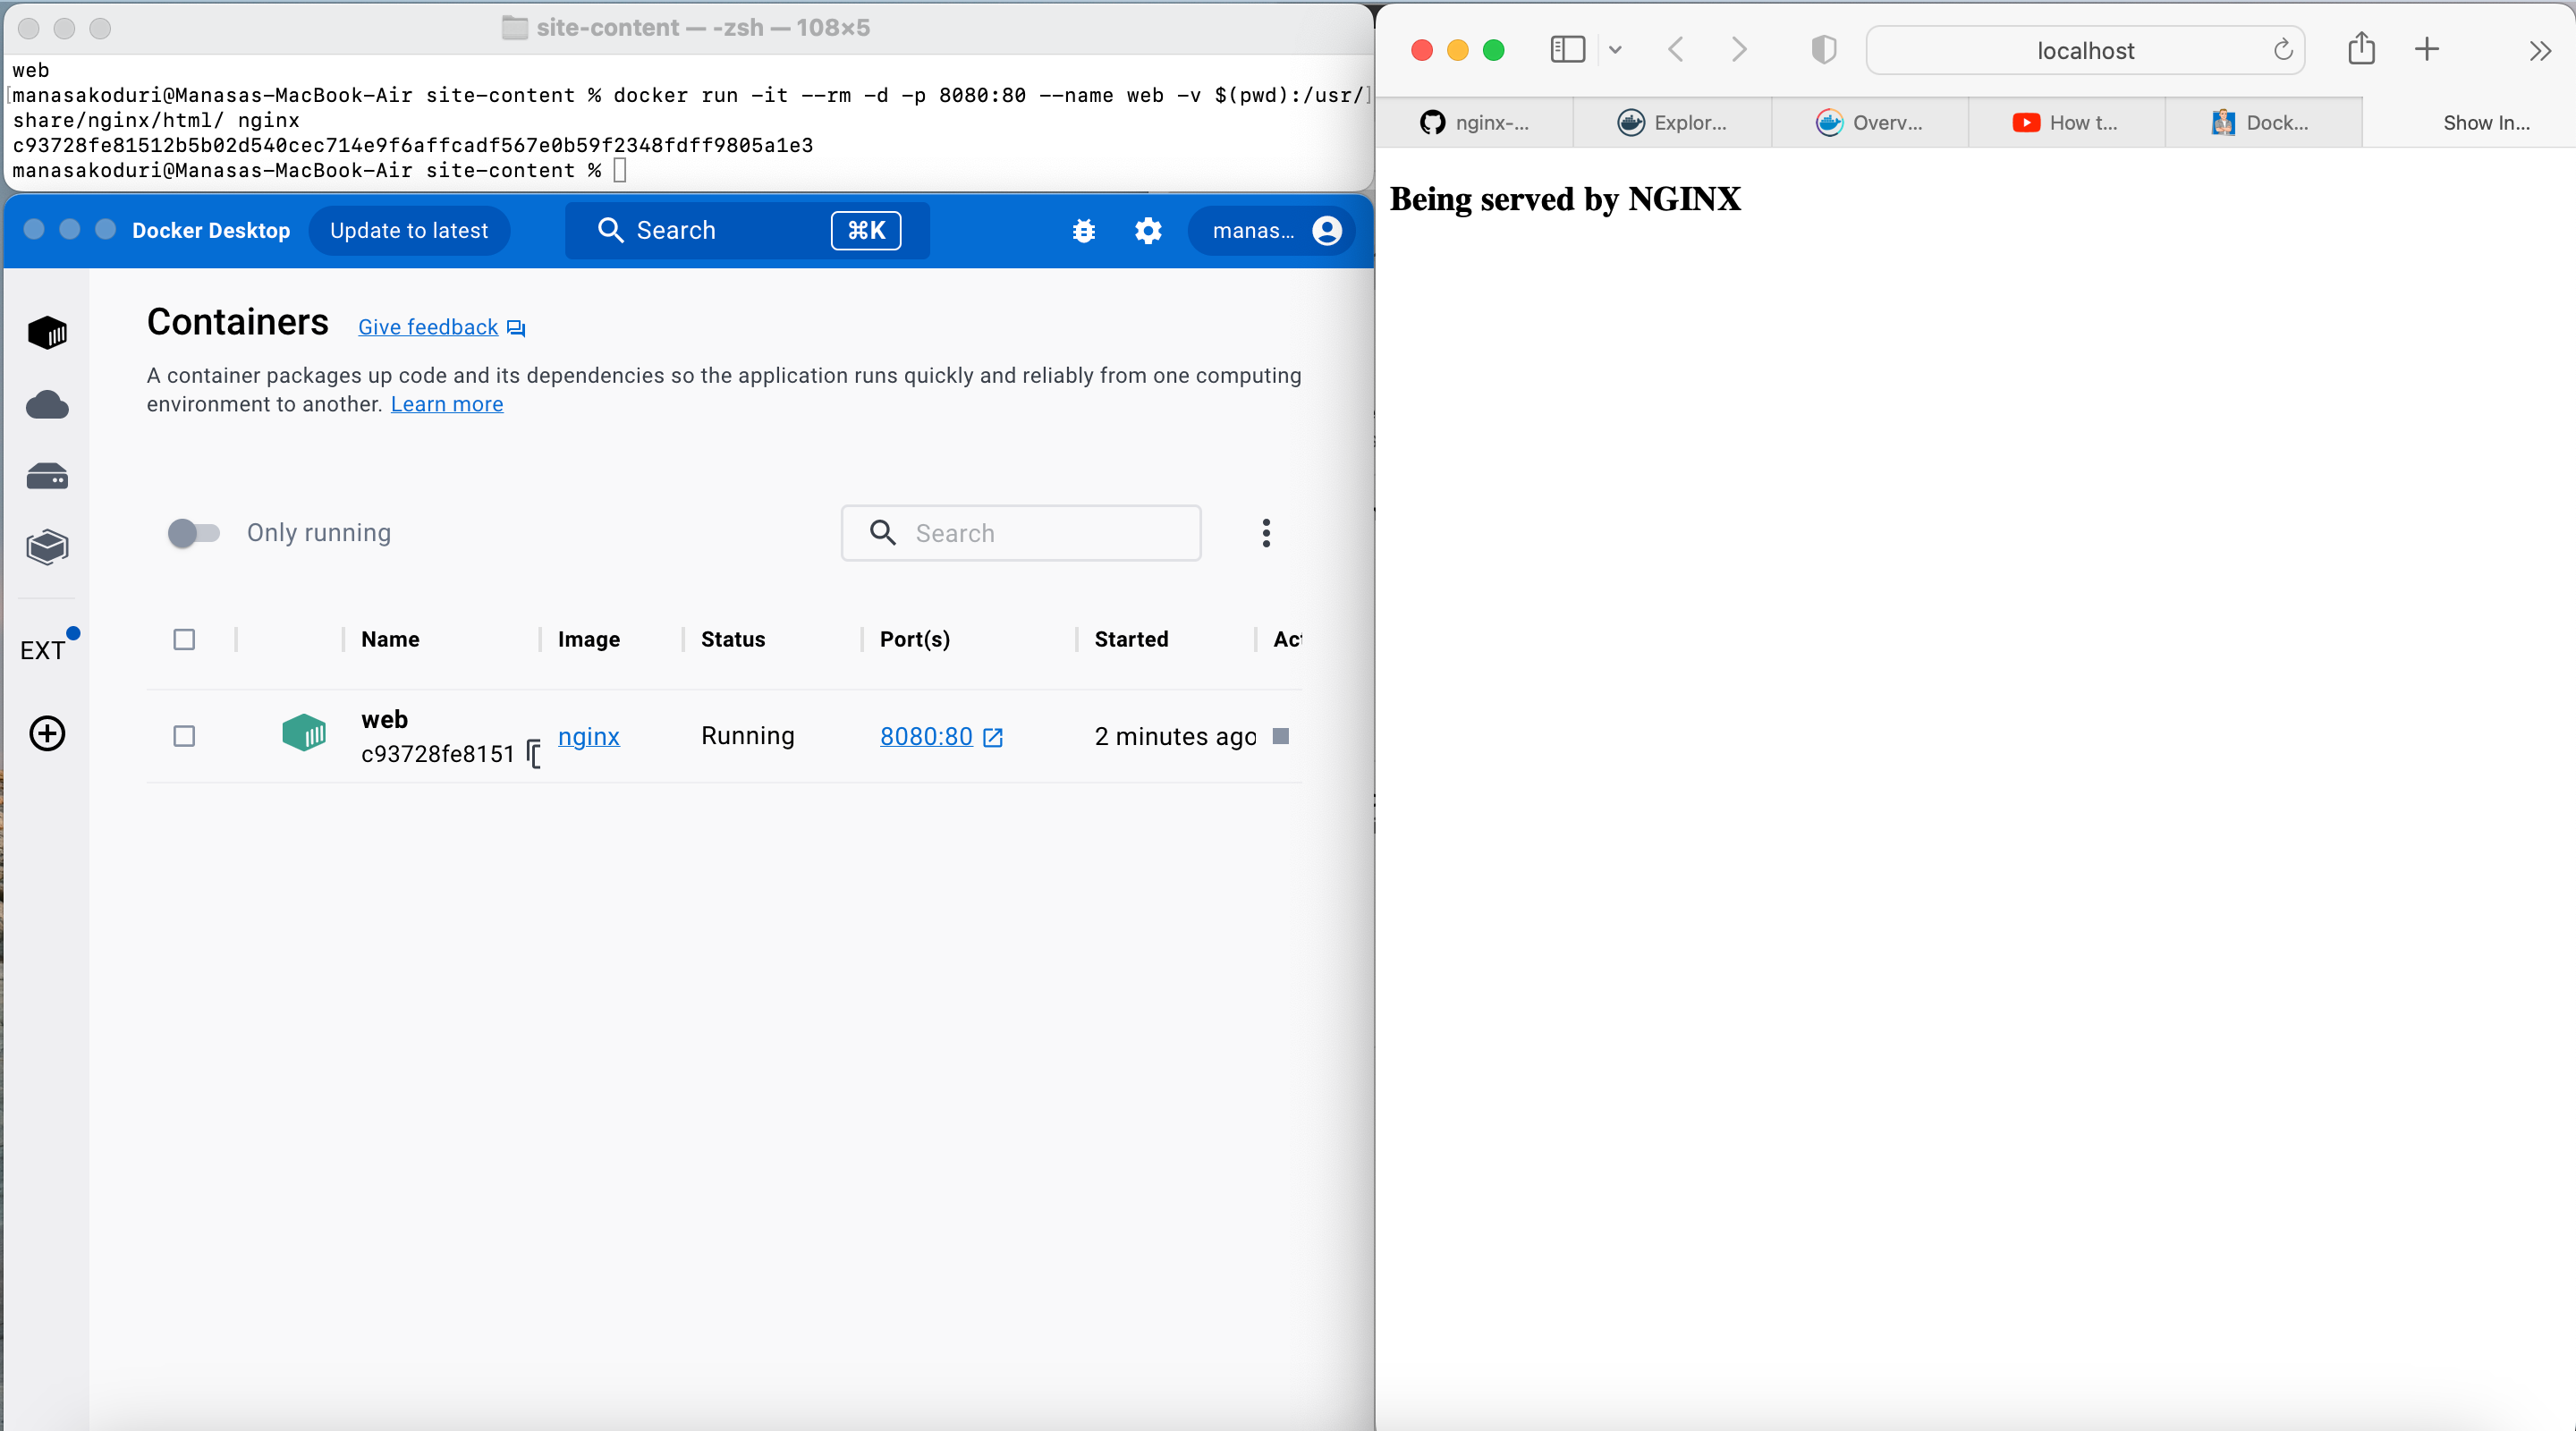 site-content — -zsh — 108×5
web
manasakoduri@Manasas-MacBook-Air site-content % docker run -it --rm -d -p 8080:80 --name web -v $(pwd):/usr/
share/nginx/html/ nginx
c93728fe81512b5b02d540cec714e9f6affcadf567e0b59f2348fdff9805a1e3
manasakoduri@Manasas-MacBook-Air site-content %
Docker Desktop
Update to latest
Search
⌘K
manas...
Containers
Give feedback
A container packages up code and its dependencies so the application runs quickly and reliably from one computing
environment to another. Learn more
Only running
Search
EXT
Name Image Status Port(s) Started Act
web
c93728fe8151
nginx
Running
8080:80
2 minutes ago
localhost
nginx-...
Explor...
Overv...
How t...
Dock...
Show In...
Being served by NGINX